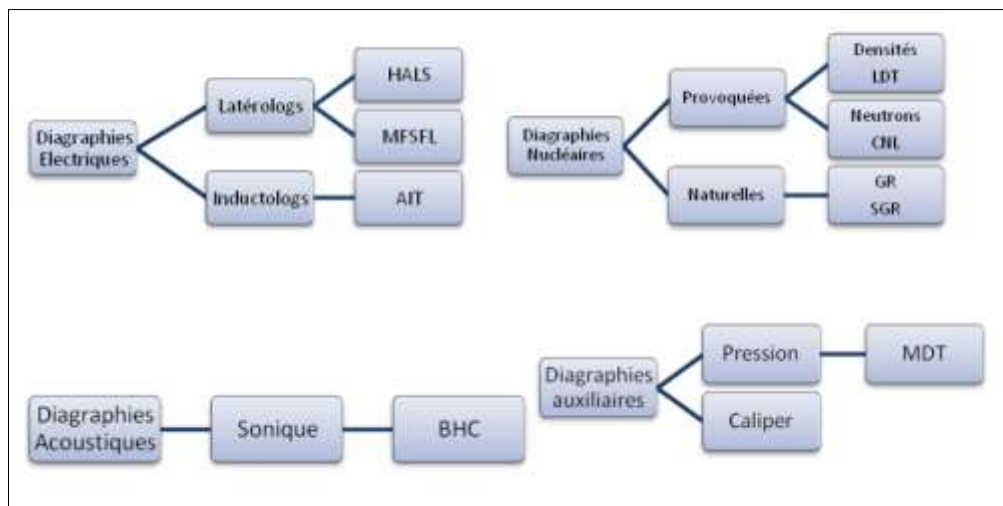 Diagraphies
Electriques
Latérologs
HALS
MFSFL
Inductologs
AIT
Diagraphies
Nucléaires
Provoquées
Densités
LDT
Neutrons
CNL
Naturelles
GR
SGR
Diagraphies
Acoustiques
Sonique
BHC
Diagraphies
auxiliaires
Pression
MDT
Caliper